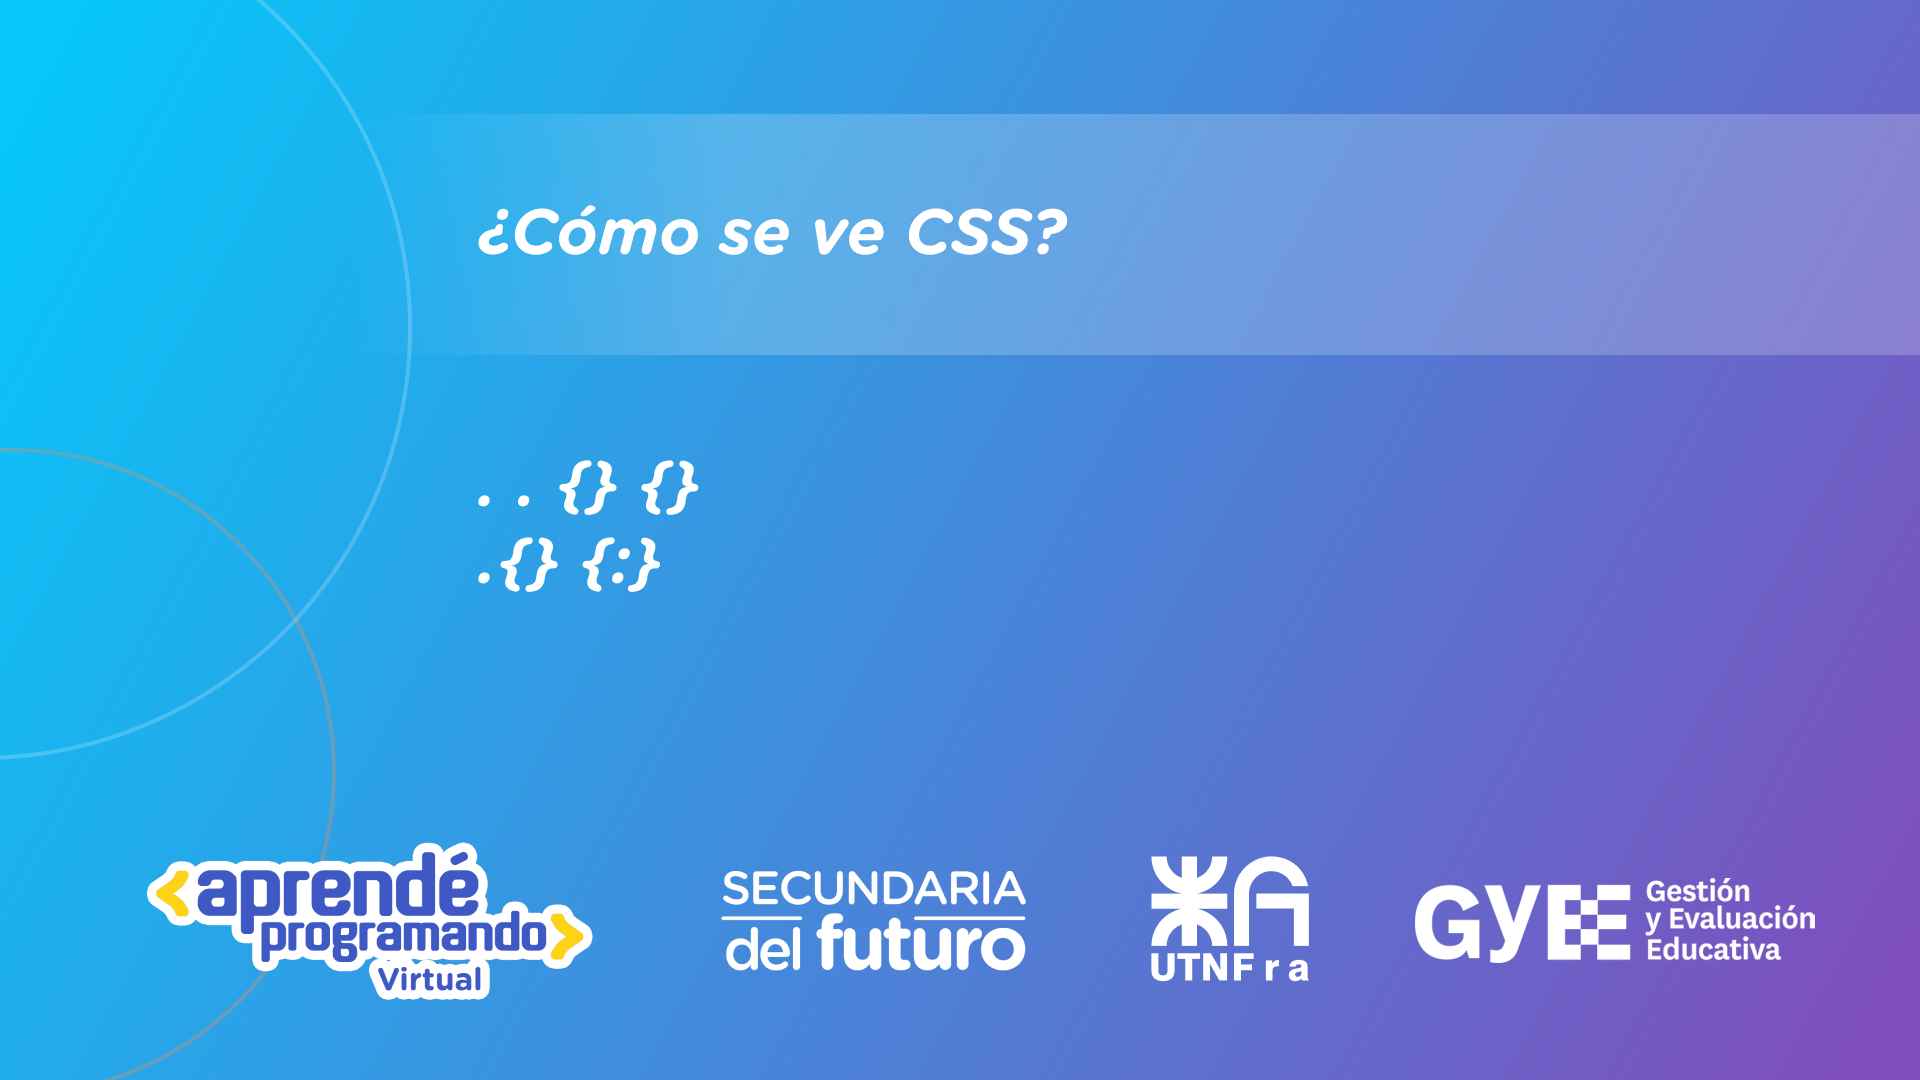 ¿Cómo se ve CSS?
. . {} {}
.{} {:}
<aprendé
programando>
Virtual
SECUNDARIA
del futuro
UTNFra
GyE
Gestión
y Evaluación
Educativa